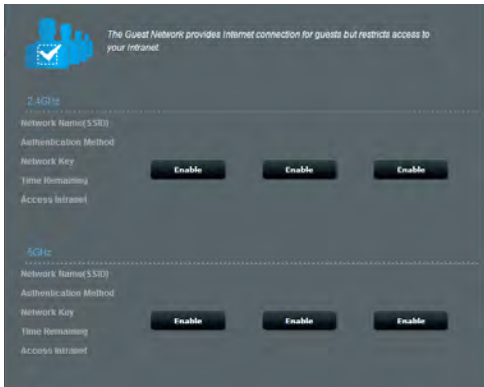 The Guest Network provides Internet connection for guests but restricts access to
your Intranet.
2.4GHz
Network Name(SSID)
Authentication Method
Network Key
Enable Enable Enable
Time Remaining
Access Intranet
5GHz
Network Name(SSID)
Authentication Method
Network Key
Enable Enable Enable
Time Remaining
Access Intranet